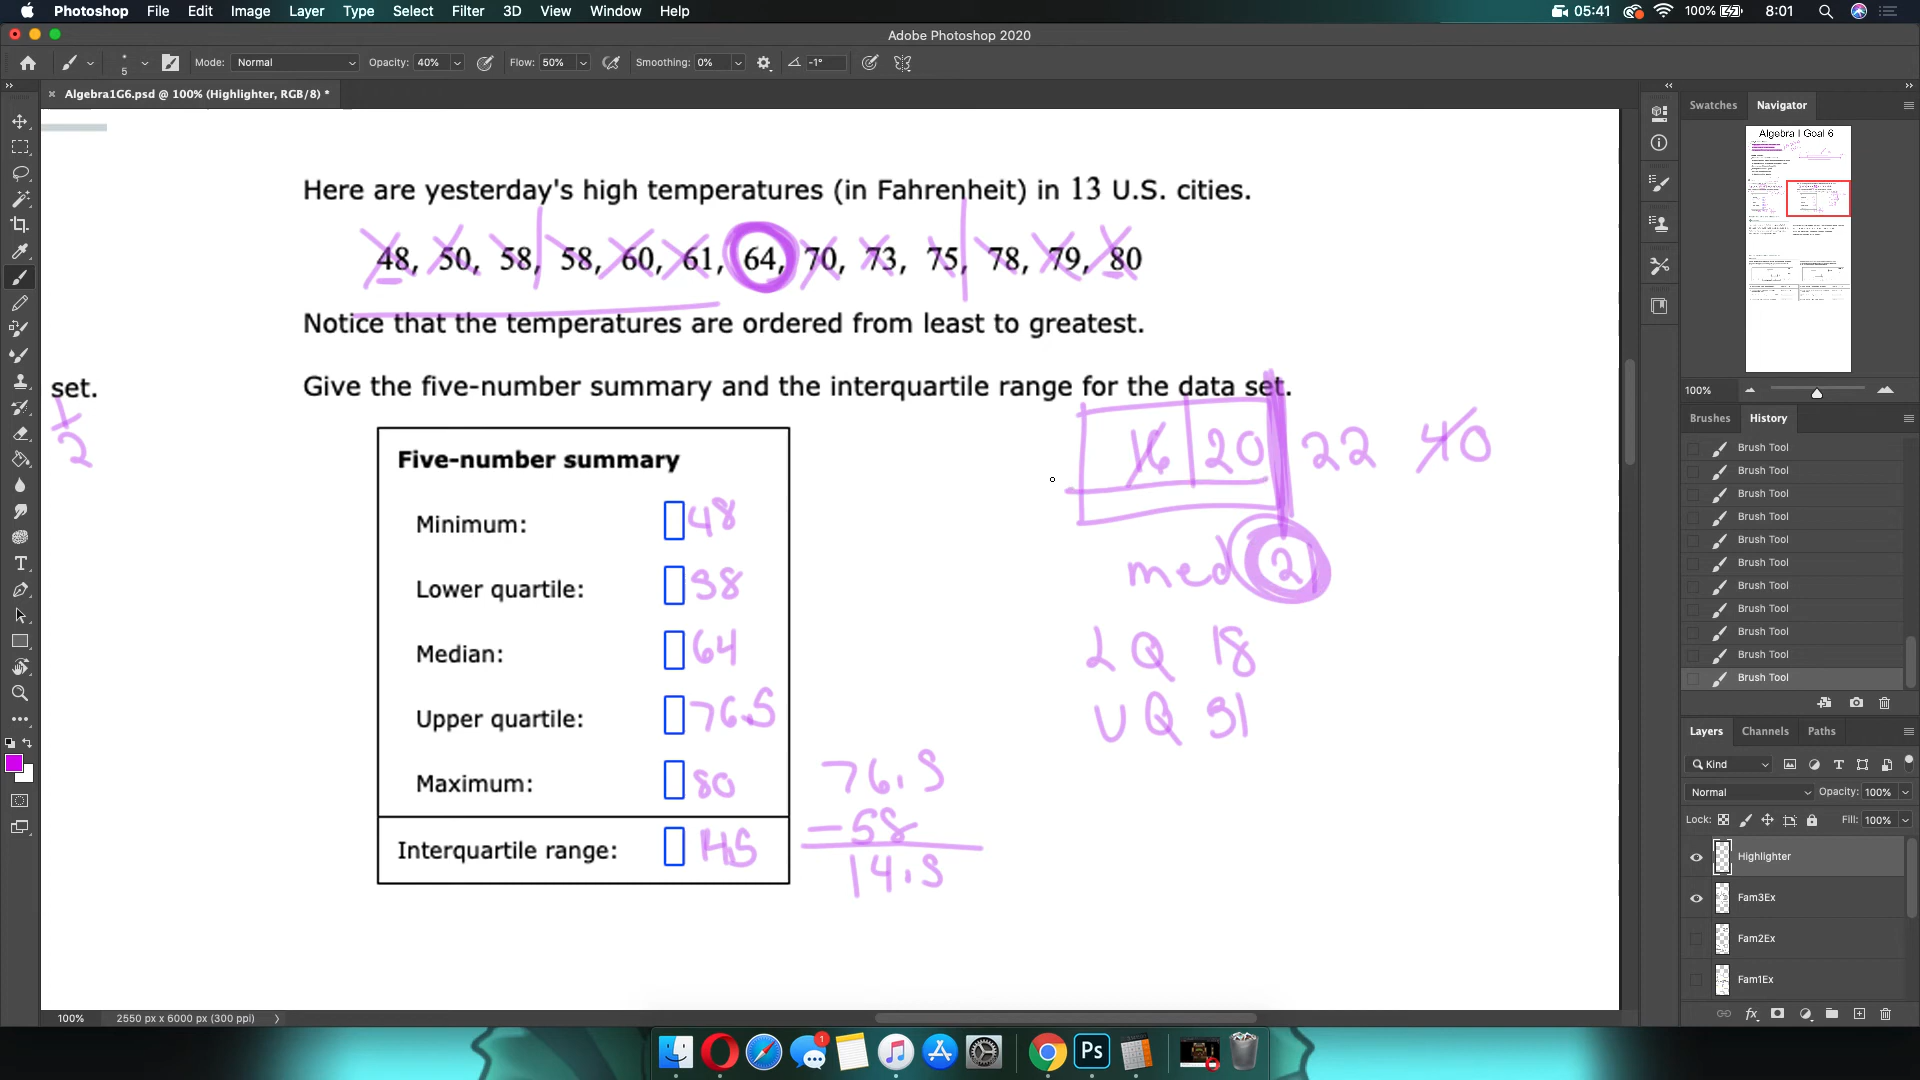 Photoshop File Edit Image Layer Type Select Filter 3D View Window Help 05:41 100% 8:01
Adobe Photoshop 2020
5 Mode: Normal Opacity: 40% Flow: 50% Smoothing: 0% -1°
Algebra1G6.psd @ 100% (Highlighter, RGB/8) *
Here are yesterday's high temperatures (in Fahrenheit) in 13 U.S. cities.
48, 50, 58, 58, 60, 61, 64, 70, 73, 75, 78, 79, 80
Notice that the temperatures are ordered from least to greatest.
set.
1
2
Give the five-number summary and the interquartile range for the data set.
16 20 22 40
Five-number summary
Minimum: 48
Lower quartile: 58
Median: 64
Upper quartile: 76.5
Maximum: 80
Interquartile range:
med 21
LQ 18
UQ 31
76.5
-58
14.5
100% 2550 px x 6000 px (300 ppi)
Swatches Navigator
Algebra I Goal 6
100%
Brushes History
Brush Tool
Brush Tool
Brush Tool
Brush Tool
Brush Tool
Brush Tool
Brush Tool
Brush Tool
Brush Tool
Brush Tool
Brush Tool
Layers Channels Paths
Kind
Normal Opacity: 100%
Lock: Fill: 100%
Highlighter
Fam3Ex
Fam2Ex
Fam1Ex
fx
1
Ps